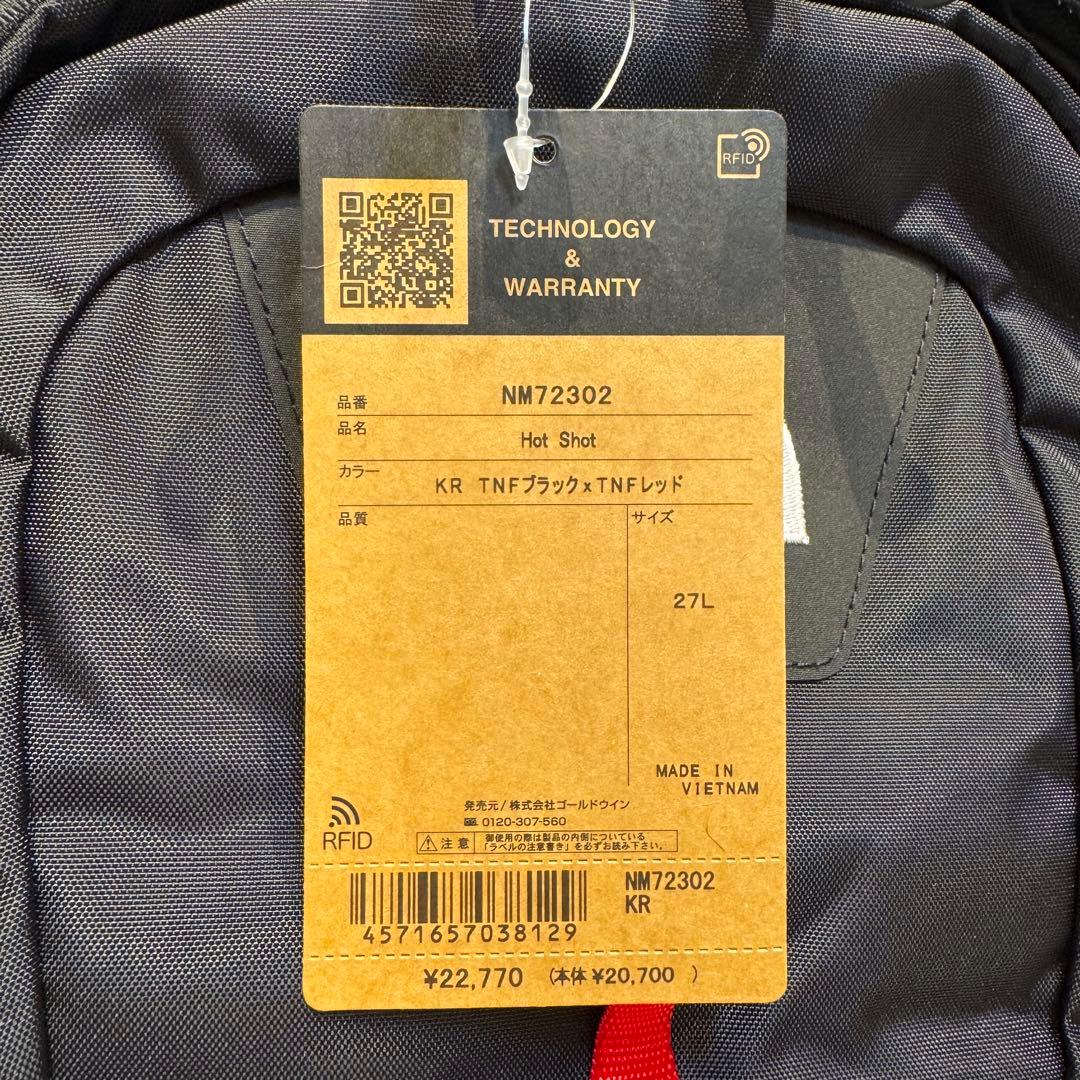 RFID
TECHNOLOGY
&
WARRANTY
品番 NM72302
品名 Hot Shot
カラー KR TNFブラックxTNFレッド
品質
サイズ
27L
MADE IN
VIETNAM
発売元/株式会社ゴールドウイン
0120-307-560
RFID
注意
御使用の際は製品の内側についている
「ラベルの注意書き」を必ずお読み下さい。
NM72302
KR
4571657038129
¥22,770 (本体 ¥20,700 )